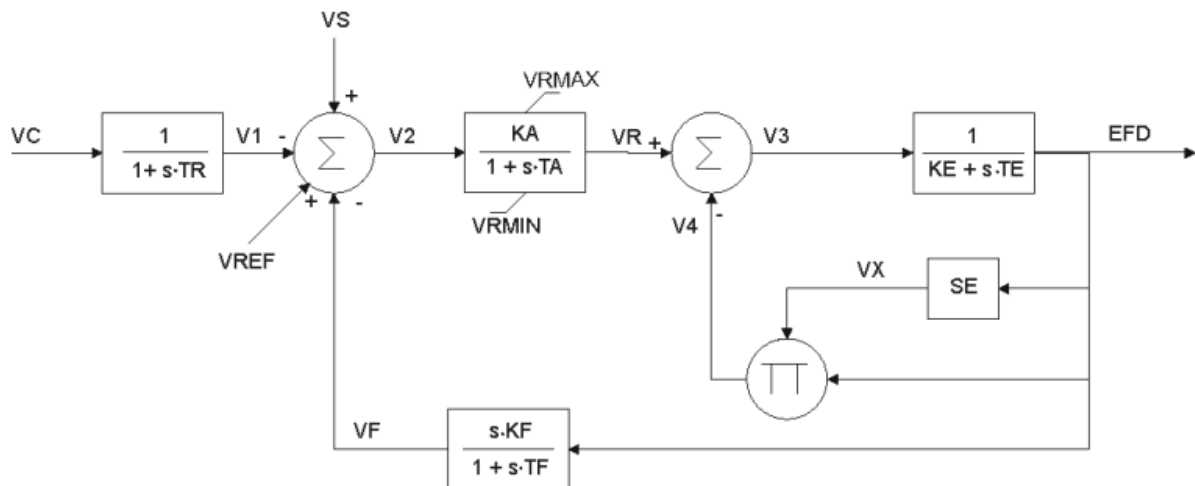 VS
VRMAX
VC
1
1+ s·TR
V1
-
+
Σ
+
-
V2
KA
1 + s·TA
VR
+
Σ
-
V3
1
KE + s·TE
EFD
VREF
VRMIN
V4
VX
SE
Π
VF
s·KF
1 + s·TF